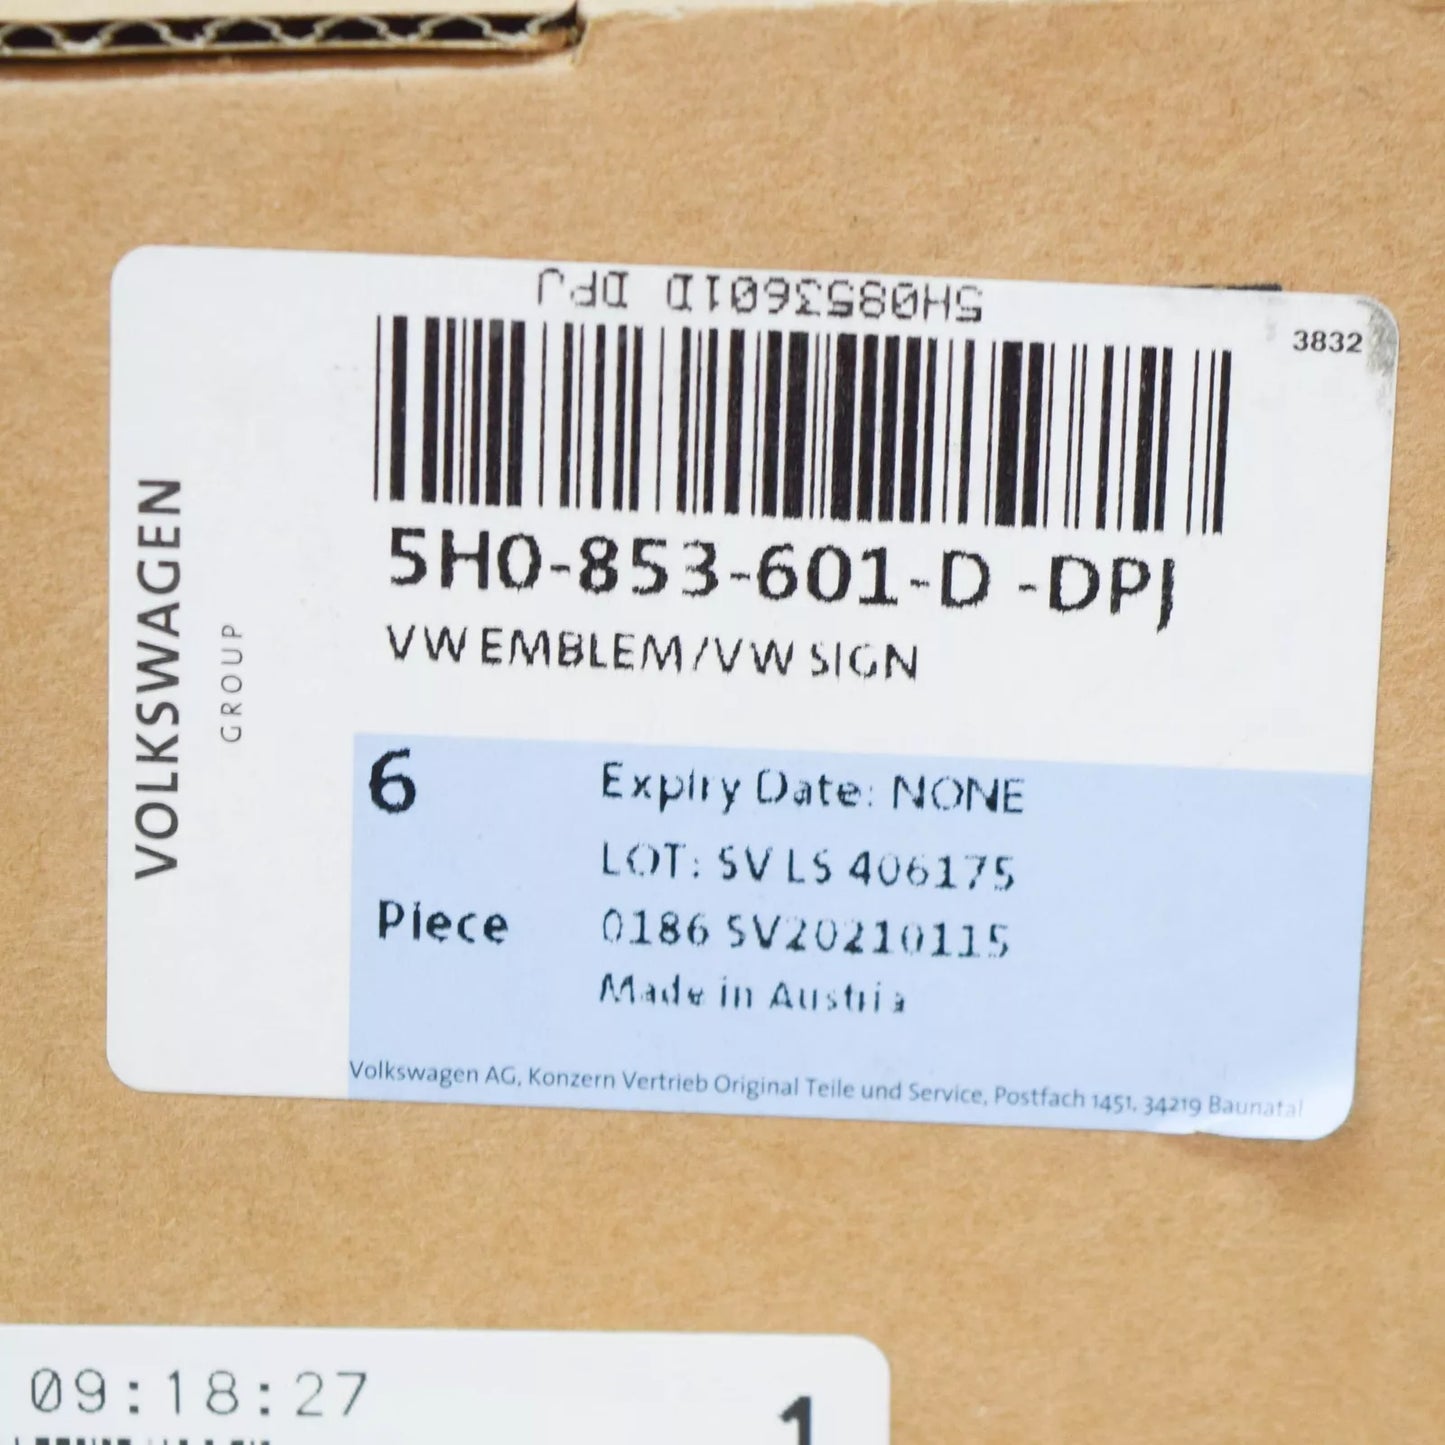 5H0853601D DPJ
3832
5H0-853-601-D -DPJ
VW EMBLEM/VW SIGN
VOLKSWAGEN
GROUP
6
Piece
Expiry Date: NONE
LOT: SV LS 406175
0186 SV20210115
Made in Austria
Volkswagen AG, Konzern Vertrieb Original Teile und Service, Postfach 1451, 34219 Baunatal
09:18:27
1